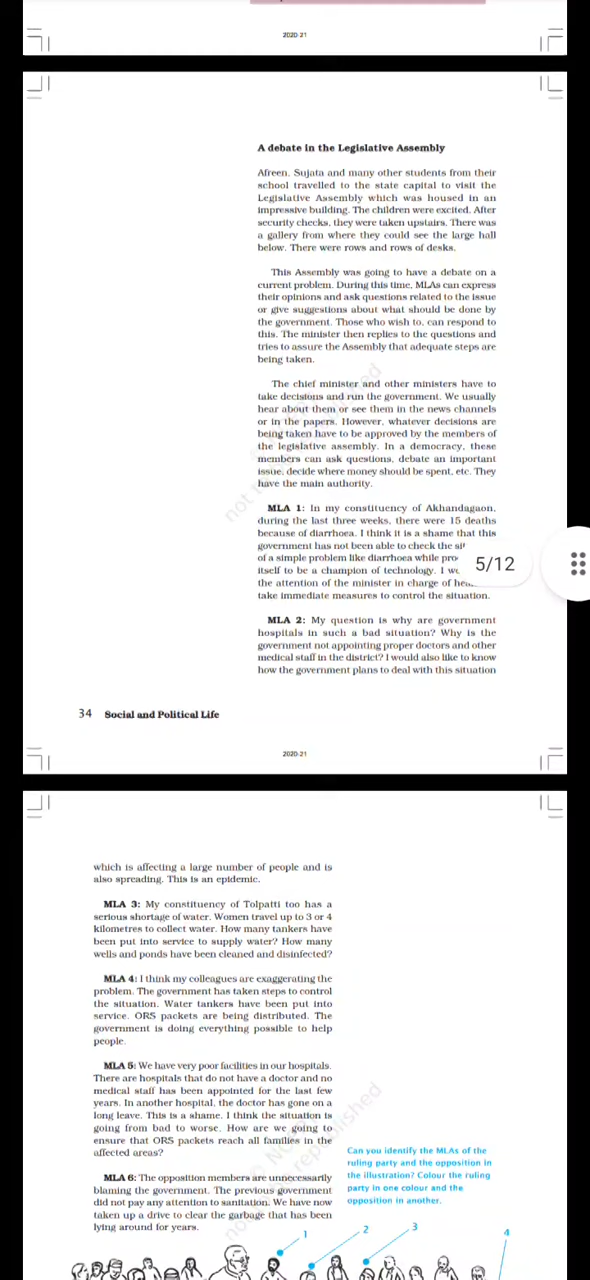 2020-21
A debate in the Legislative Assembly
Afreen, Sujata and many other students from their
school travelled to the state capital to visit the
Legislative Assembly which was housed in an
impressive building. The children were excited. After
security checks, they were taken upstairs. There was
a gallery from where they could see the large hall
below. There were rows and rows of desks.
This Assembly was going to have a debate on a
current problem. During this time, MLAs can express
their opinions and ask questions related to the issue
or give suggestions about what should be done by
the government. Those who wish to, can respond to
this. The minister then replies to the questions and
tries to assure the Assembly that adequate steps are
being taken.
The chief minister and other ministers have to
take decisions and run the government. We usually
hear about them or see them in the news channels
or in the papers. However, whatever decisions are
being taken have to be approved by the members of
the legislative assembly. In a democracy, these
members can ask questions, debate an important
issue, decide where money should be spent, etc. They
have the main authority.
MLA 1: In my constituency of Akhandagaon,
during the last three weeks, there were 15 deaths
because of diarrhoea. I think it is a shame that this
government has not been able to check the
of a simple problem like diarrhoea while
itself to be a champion of technology. I
the attention of the minister in charge of
take immediate measures to control the situation.
5/12
MLA 2: My question is why are government
hospitals in such a bad situation? Why is the
government not appointing proper doctors and other
medical staff in the district? I would also like to know
how the government plans to deal with this situation
34 Social and Political Life
2020-21
which is affecting a large number of people and is
also spreading. This is an epidemic.
MLA 3: My constituency of Tolpatti too has a
serious shortage of water. Women travel up to 3 or 4
kilometres to collect water. How many tankers have
been put into service to supply water? How many
wells and ponds have been cleaned and disinfected?
MLA 4: I think my colleagues are exaggerating the
problem. The government has taken steps to control
the situation. Water tankers have been put into
service. ORS packets are being distributed. The
government is doing everything possible to help
people.
MLA 5: We have very poor facilities in our hospitals.
There are hospitals that do not have a doctor and no
medical staff has been appointed for the last few
years. In another hospital, the doctor has gone on a
long leave. This is a shame. I think the situation is
going from bad to worse. How are we going to
ensure that ORS packets reach all families in the
affected areas?
MLA 6: The opposition members are unnecessarily
blaming the government. The previous government
did not pay any attention to sanitation. We have now
taken up a drive to clear the garbage that has been
lying around for years.
Can you identify the MLAs of the
ruling party and the opposition in
the illustration? Colour the ruling
party in one colour and the
opposition in another.
1
2
3
4